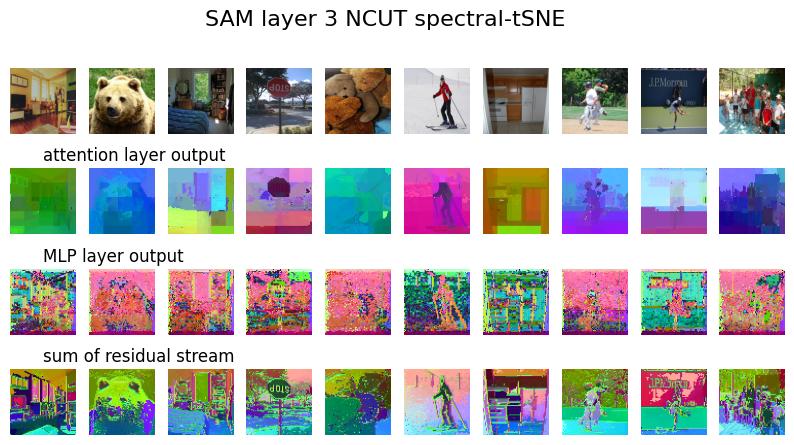 SAM layer 3 NCUT spectral-tSNE
STOP
J.P.Morgan
attention layer output
MLP layer output
sum of residual stream
STOP
J.P.Morgan